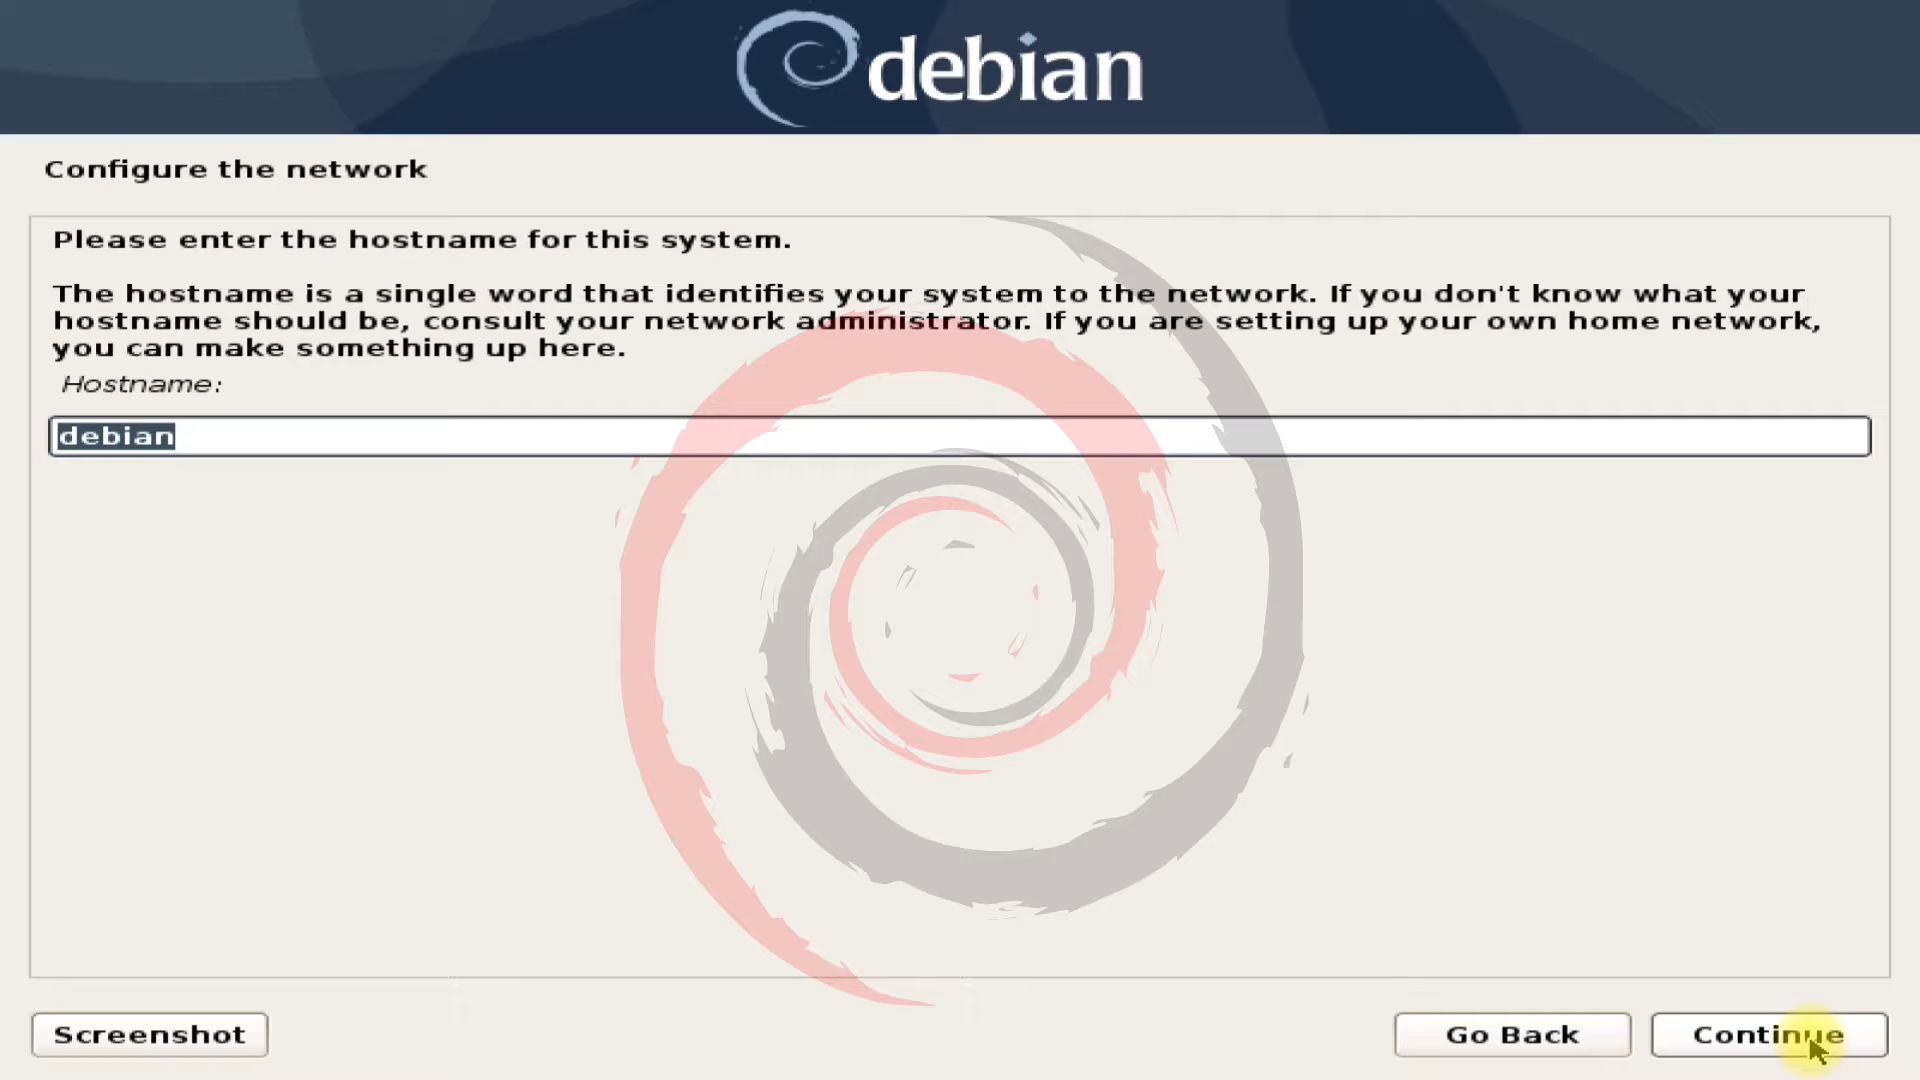 debian
Configure the network
Please enter the hostname for this system.
The hostname is a single word that identifies your system to the network. If you don't know what your
hostname should be, consult your network administrator. If you are setting up your own home network,
you can make something up here.
Hostname:
debian
Screenshot
Go Back
Continue